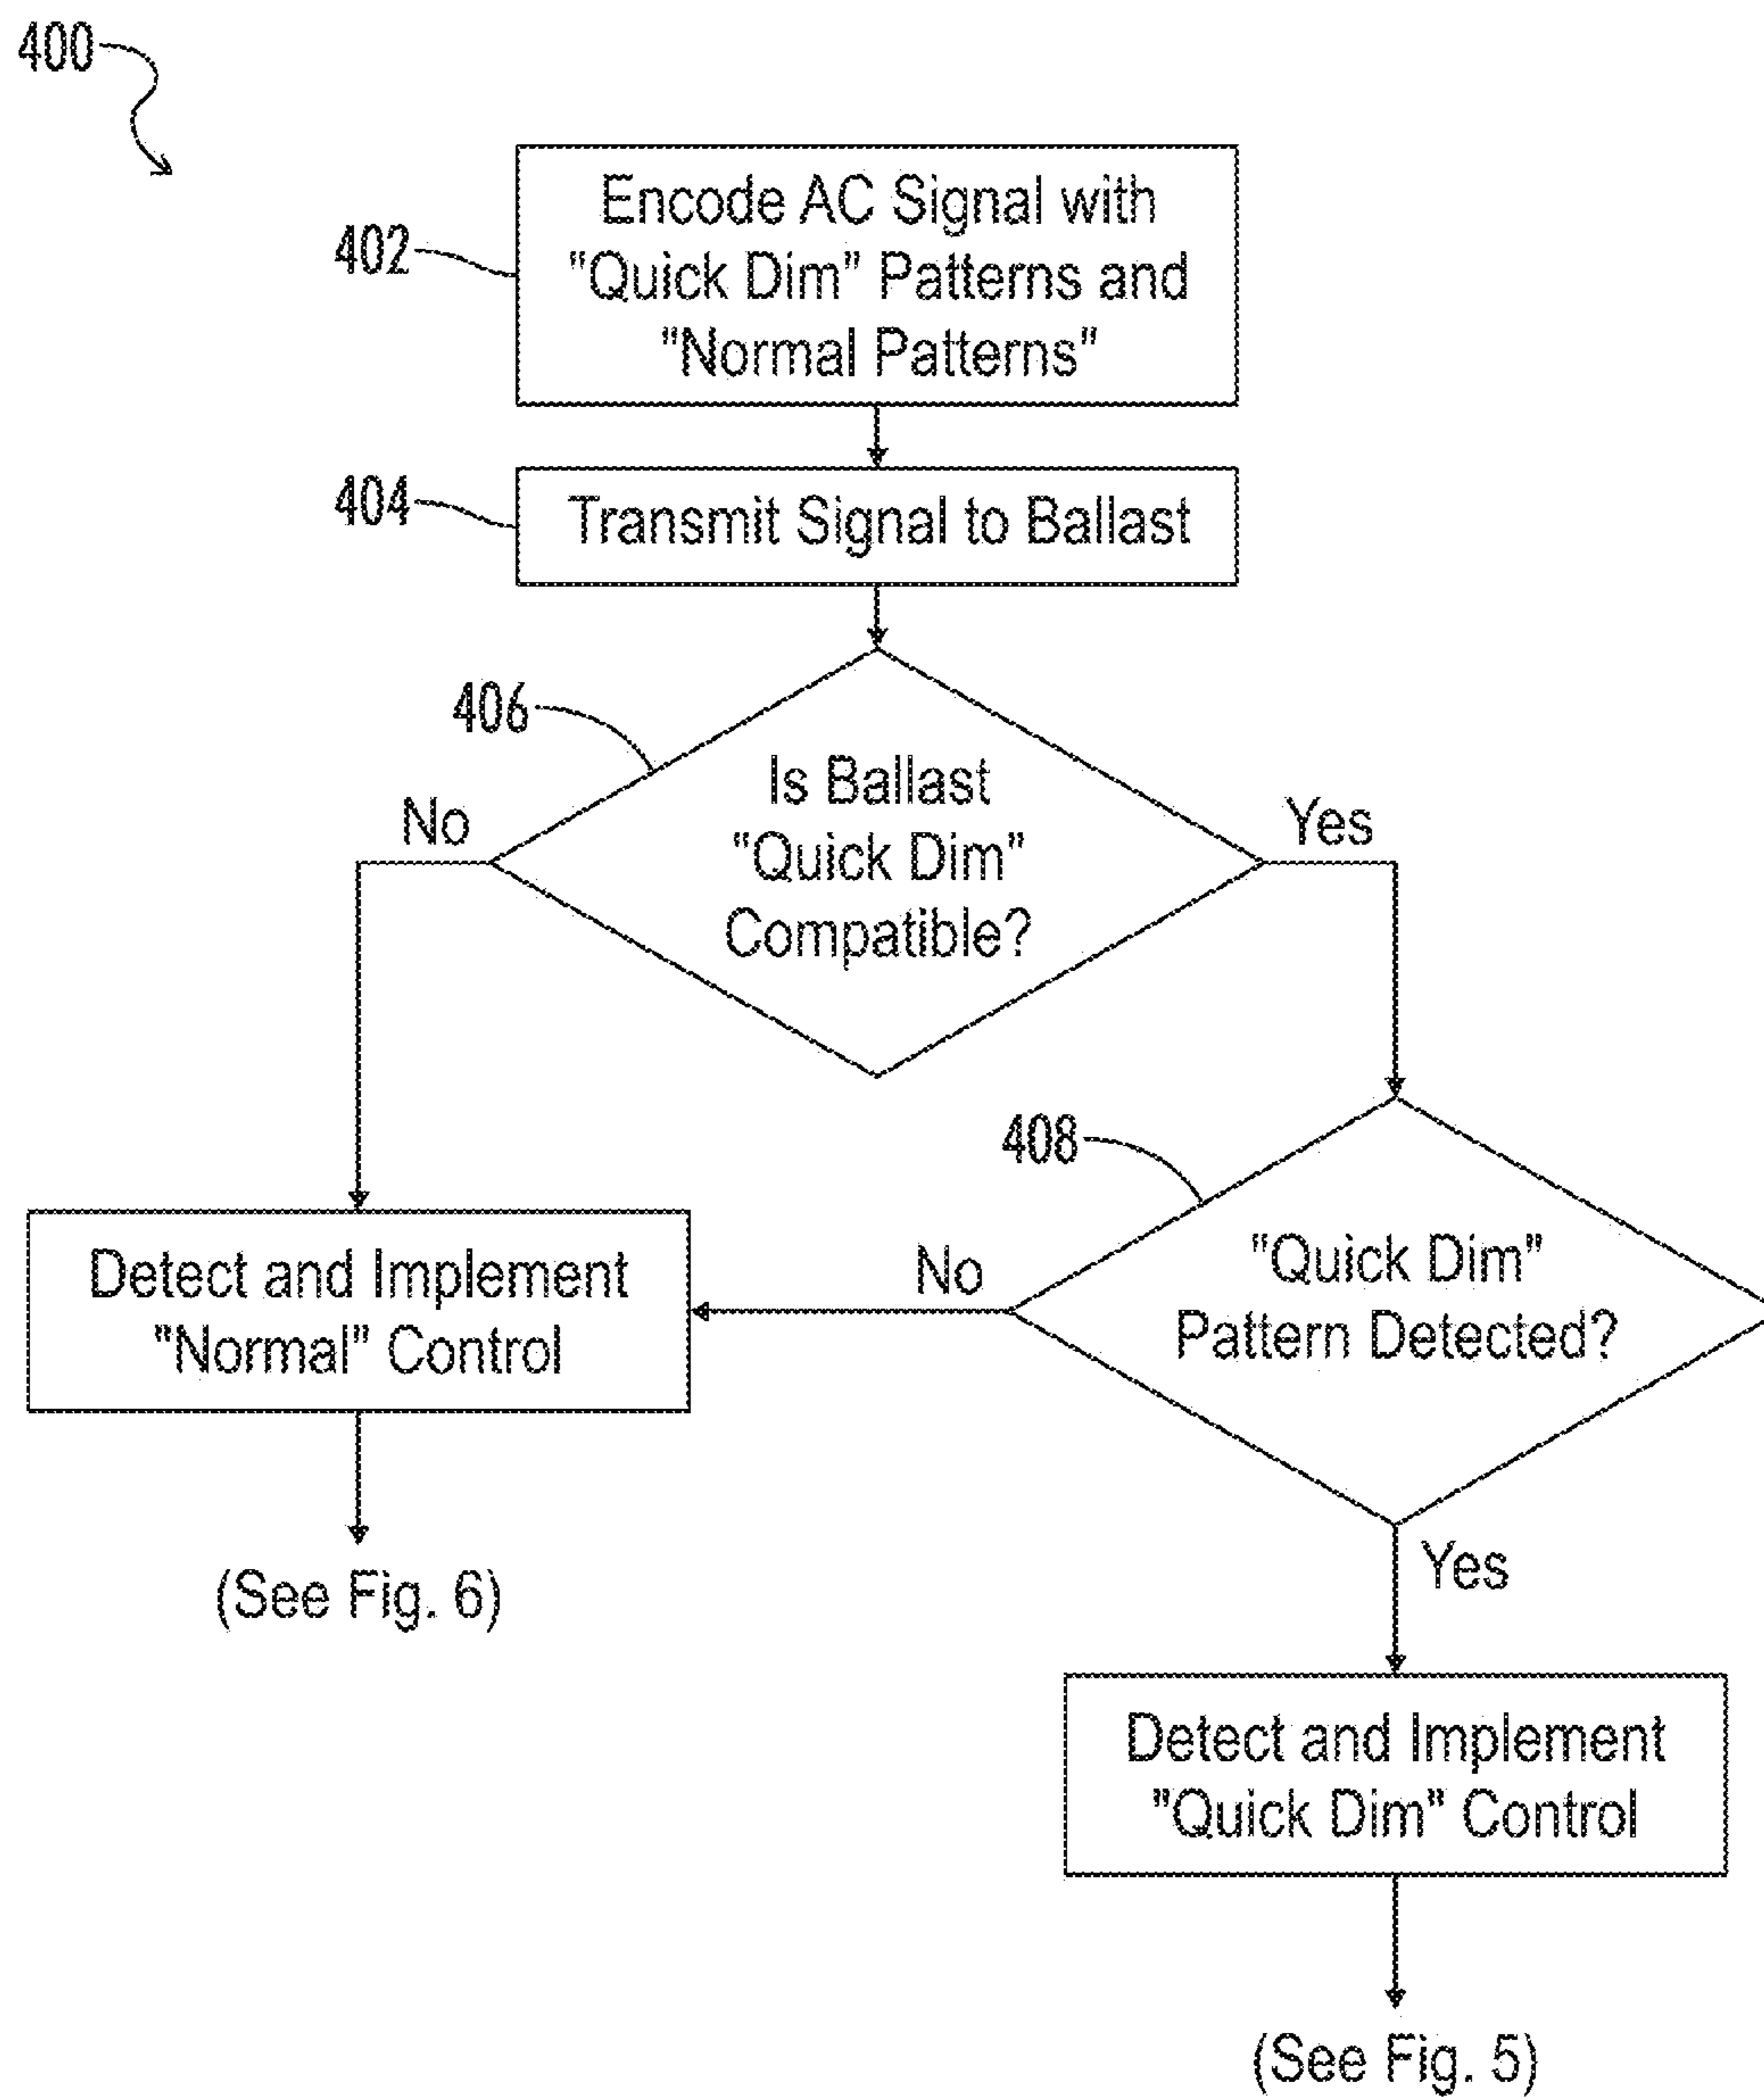 400
402
Encode AC Signal with
"Quick Dim" Patterns and
"Normal Patterns"
404
Transmit Signal to Ballast
406
Is Ballast
"Quick Dim"
Compatible?
No
Yes
408
"Quick Dim"
Pattern Detected?
No
Yes
Detect and Implement
"Normal" Control
(See Fig. 6)
Detect and Implement
"Quick Dim" Control
(See Fig. 5)